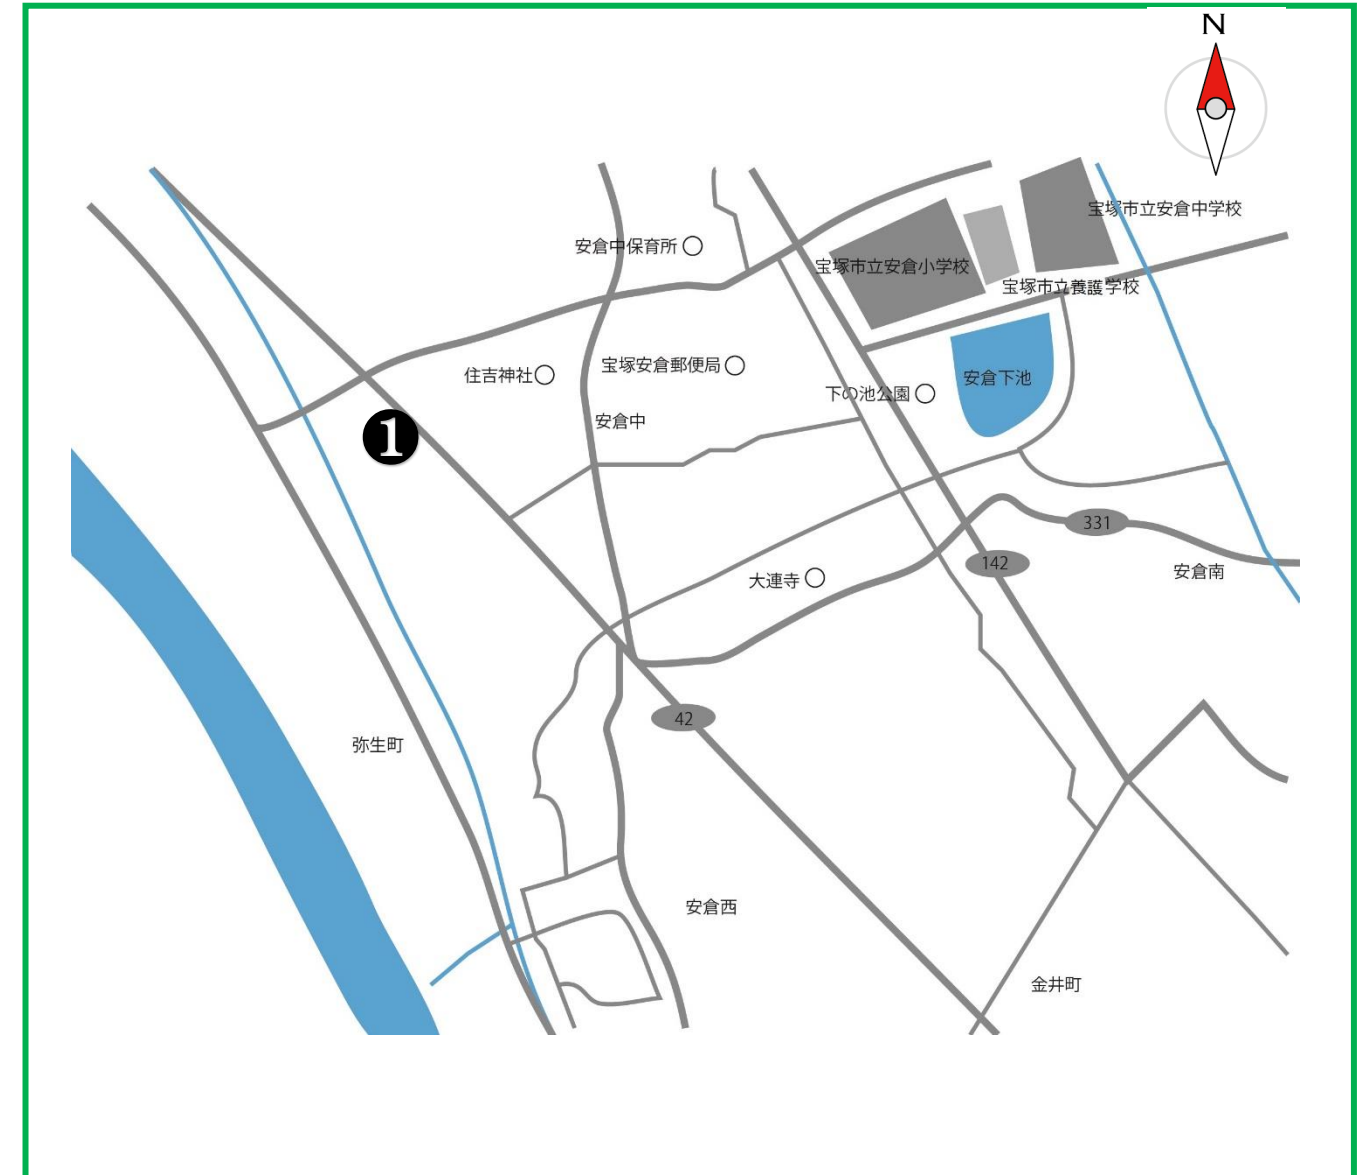 N
宝塚市立安倉中学校
安倉中保育所
宝塚市立安倉小学校
宝塚市立養護学校
住吉神社
宝塚安倉郵便局
安倉下池
下の池公園
1
安倉中
331
142
安倉南
大連寺
42
弥生町
安倉西
金井町